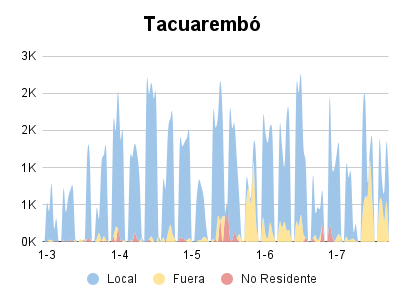 Tacuarembó
3K
2K
2K
1K
1K
0K
1-3 1-4 1-5 1-6 1-7
Local Fuera No Residente